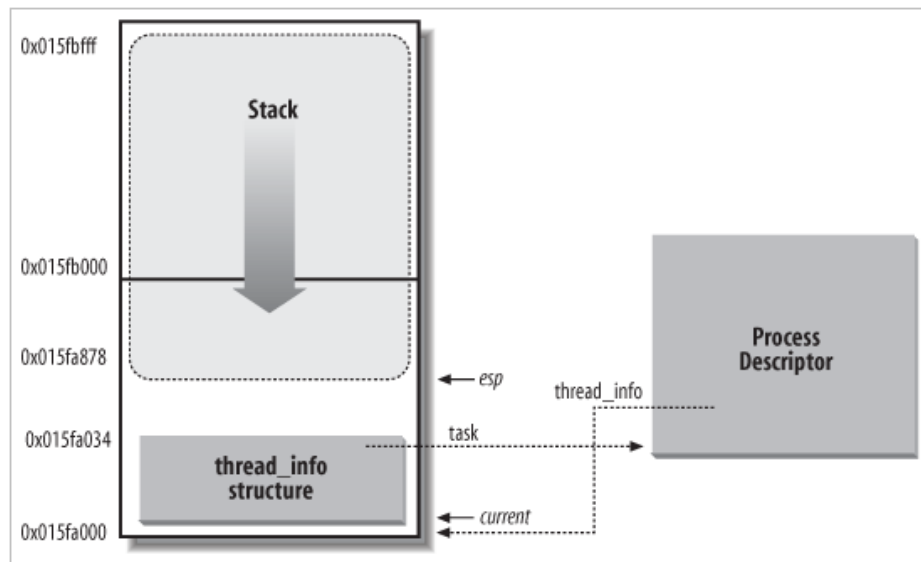 0x015fbfff
Stack
0x015fb000
0x015fa878
esp
Process
Descriptor
thread_info
task
0x015fa034
thread_info
structure
current
0x015fa000